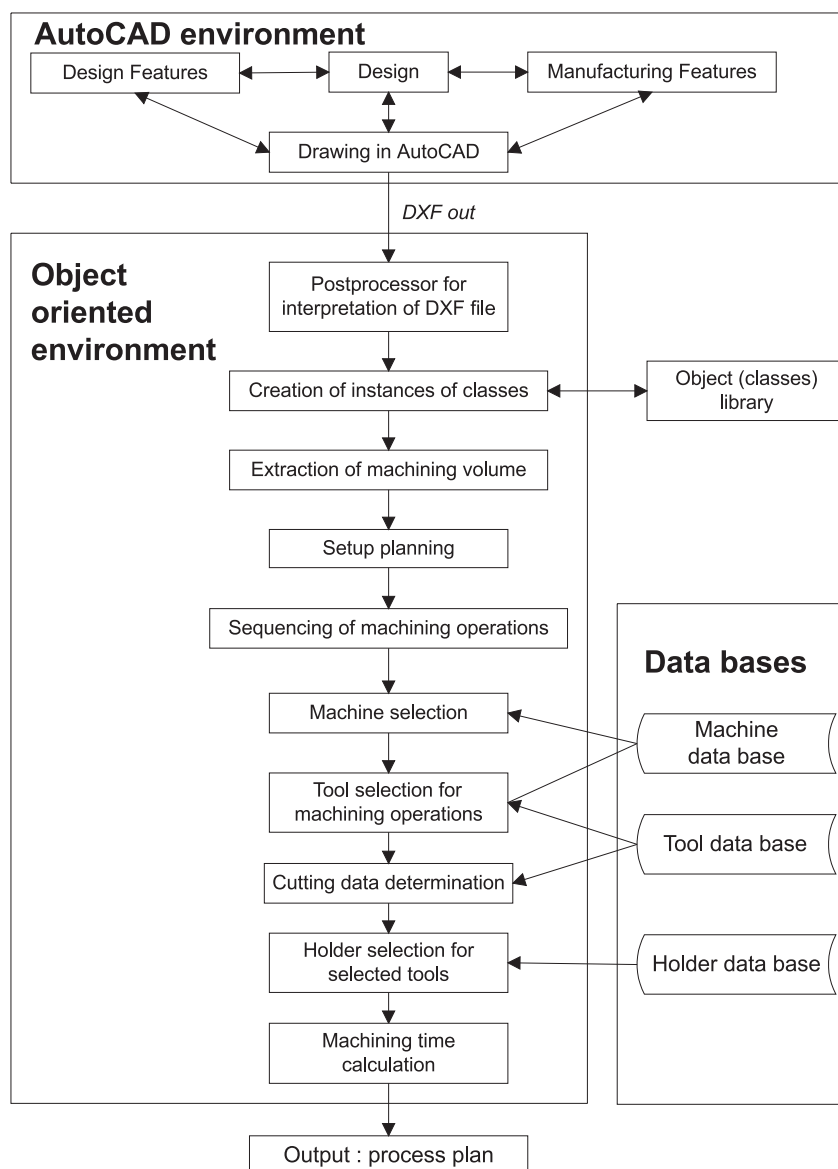 AutoCAD environment
Design Features
Design
Manufacturing Features
Drawing in AutoCAD
DXF out
Object
oriented
environment
Postprocessor for
interpretation of DXF file
Creation of instances of classes
Object (classes)
library
Extraction of machining volume
Setup planning
Sequencing of machining operations
Data bases
Machine selection
Machine
data base
Tool selection for
machining operations
Tool data base
Cutting data determination
Holder selection for
selected tools
Holder data base
Machining time
calculation
Output : process plan